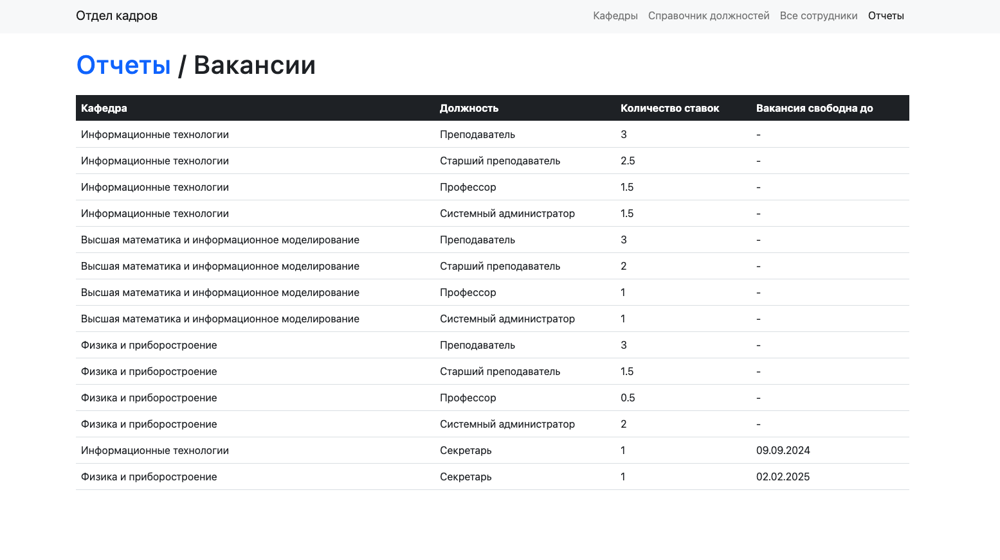 Отдел кадров Кафедры Справочник должностей Все сотрудники Отчеты
Отчеты / Вакансии
Кафедра Должность Количество ставок Вакансия свободна до
Информационные технологии Преподаватель 3 -
Информационные технологии Старший преподаватель 2.5 -
Информационные технологии Профессор 1.5 -
Информационные технологии Системный администратор 1.5 -
Высшая математика и информационное моделирование Преподаватель 3 -
Высшая математика и информационное моделирование Старший преподаватель 2 -
Высшая математика и информационное моделирование Профессор 1 -
Высшая математика и информационное моделирование Системный администратор 1 -
Физика и приборостроение Преподаватель 3 -
Физика и приборостроение Старший преподаватель 1.5 -
Физика и приборостроение Профессор 0.5 -
Физика и приборостроение Системный администратор 2 -
Информационные технологии Секретарь 1 09.09.2024
Физика и приборостроение Секретарь 1 02.02.2025